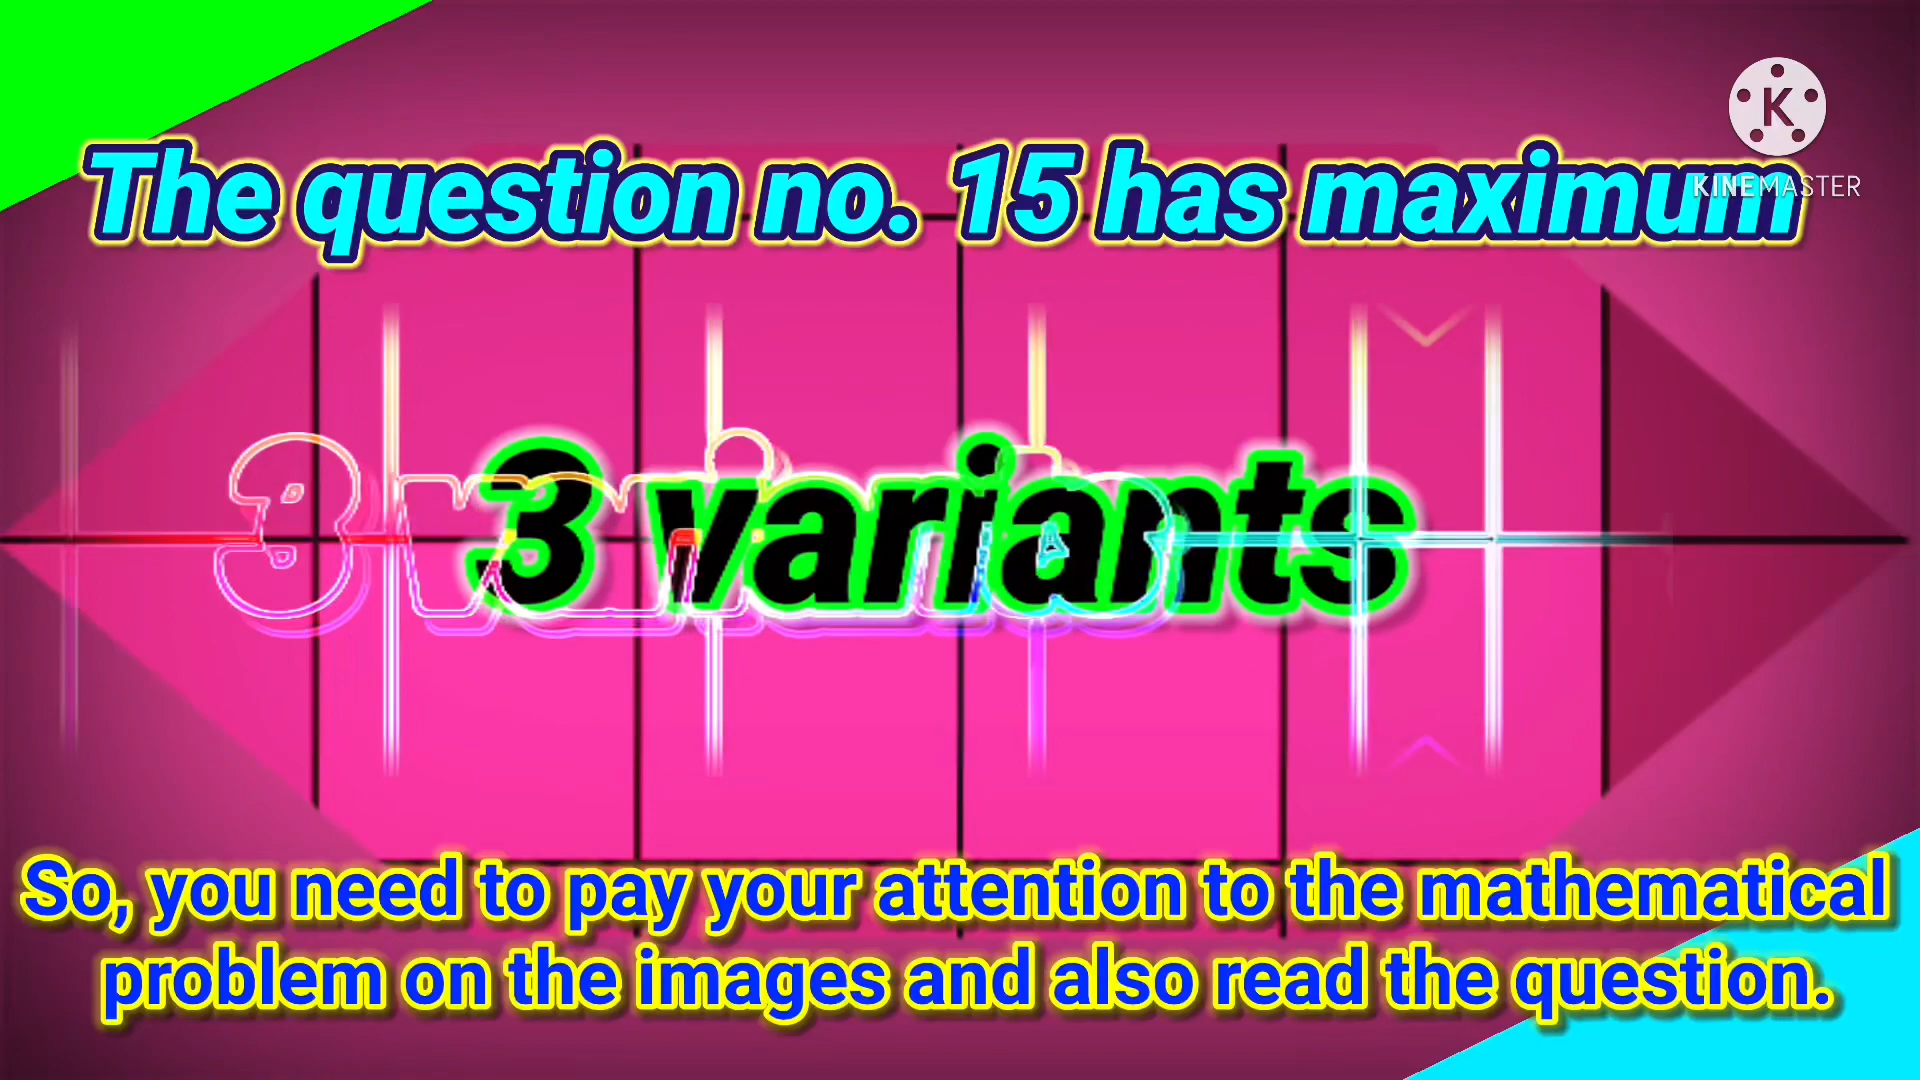 K
KINEMASTER
The question no. 15 has maximum
3 variants
So, you need to pay your attention to the mathematical
problem on the images and also read the question.